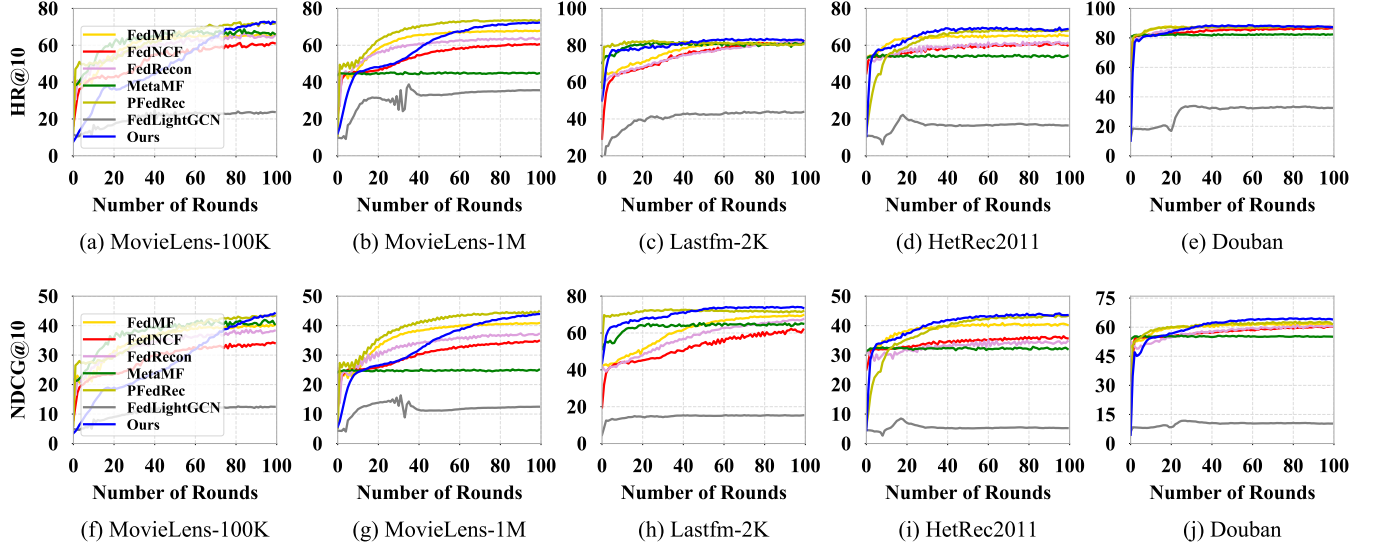 HR@10
80
60
40
20
0
FedMF
FedNCF
FedRecon
MetaMF
PFedRec
FedLightGCN
Ours
0 20 40 60 80 100
Number of Rounds
(a) MovieLens-100K
80
60
40
20
0
0 20 40 60 80 100
Number of Rounds
(b) MovieLens-1M
100
80
60
40
20
0 20 40 60 80 100
Number of Rounds
(c) Lastfm-2K
80
60
40
20
0
0 20 40 60 80 100
Number of Rounds
(d) HetRec2011
100
80
60
40
20
0
0 20 40 60 80 100
Number of Rounds
(e) Douban
NDCG@10
50
40
30
20
10
0
FedMF
FedNCF
FedRecon
MetaMF
PFedRec
FedLightGCN
Ours
0 20 40 60 80 100
Number of Rounds
(f) MovieLens-100K
50
40
30
20
10
0
0 20 40 60 80 100
Number of Rounds
(g) MovieLens-1M
80
60
40
20
0
0 20 40 60 80 100
Number of Rounds
(h) Lastfm-2K
50
40
30
20
10
0
0 20 40 60 80 100
Number of Rounds
(i) HetRec2011
75
60
45
30
15
0
0 20 40 60 80 100
Number of Rounds
(j) Douban